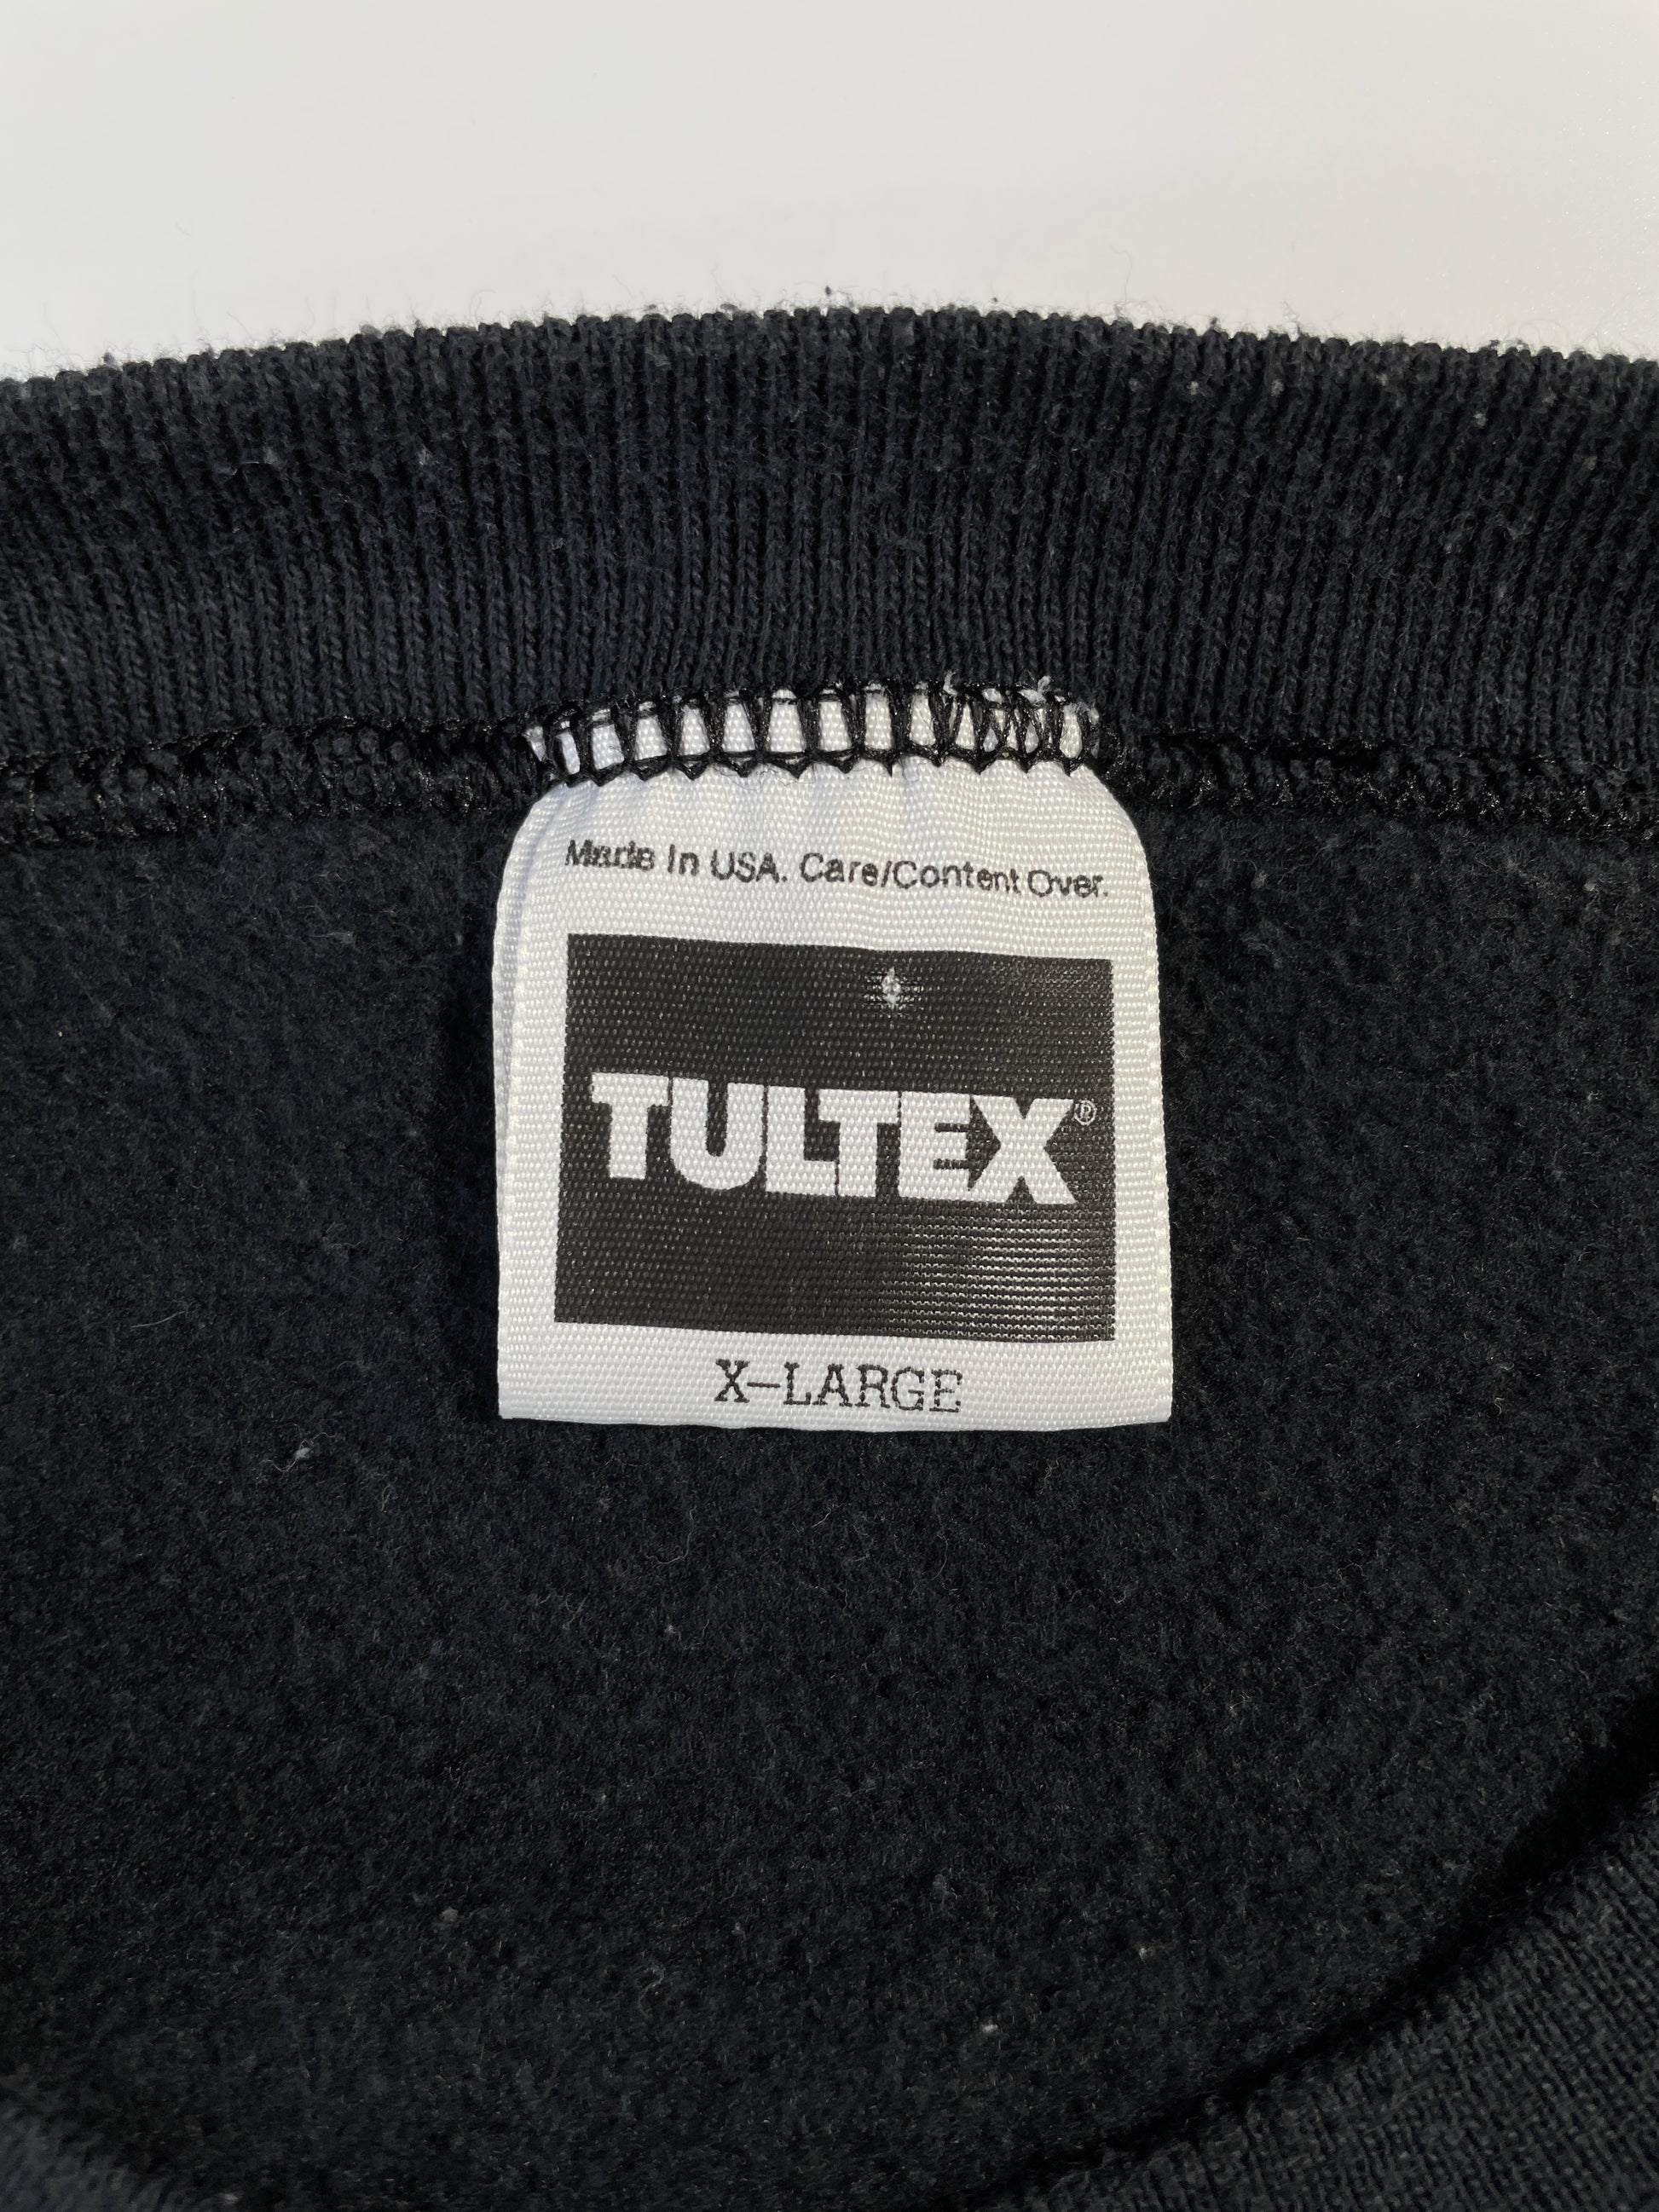 Made In USA. Care/Content Over.
TULTEX®
X-LARGE